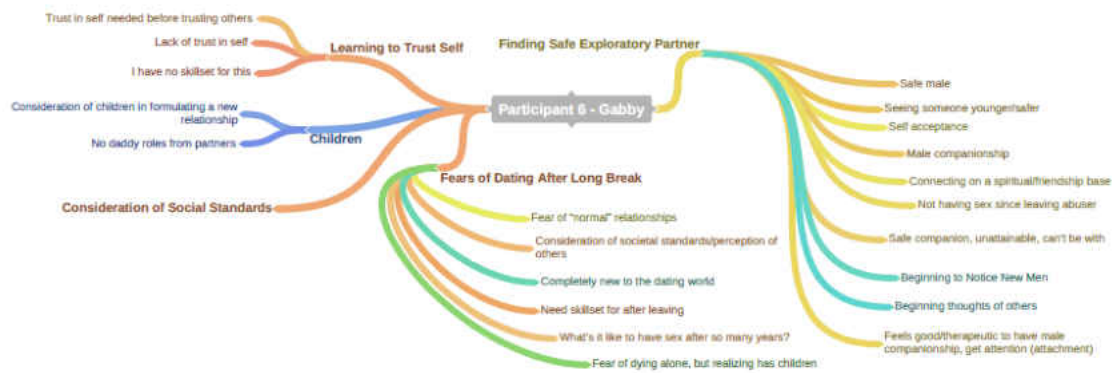 Trust in self needed before trusting others
Lack of trust in self
I have no skillset for this
Learning to Trust Self
Consideration of children in formulating a new
relationship
No daddy roles from partners
Children
Consideration of Social Standards
Participant 6 - Gabby
Fears of Dating After Long Break
Fear of "normal" relationships
Consideration of societal standards/perception of
others
Completely new to the dating world
Need skillset for after leaving
What's it like to have sex after so many years?
Fear of dying alone, but realizing has children
Finding Safe Exploratory Partner
Safe male
Seeing someone younger/safer
Self acceptance
Male companionship
Connecting on a spiritual/friendship base
Not having sex since leaving abuser
Safe companion, unattainable, can't be with
Beginning to Notice New Men
Beginning thoughts of others
Feels good/therapeutic to have male
companionship, get attention (attachment)